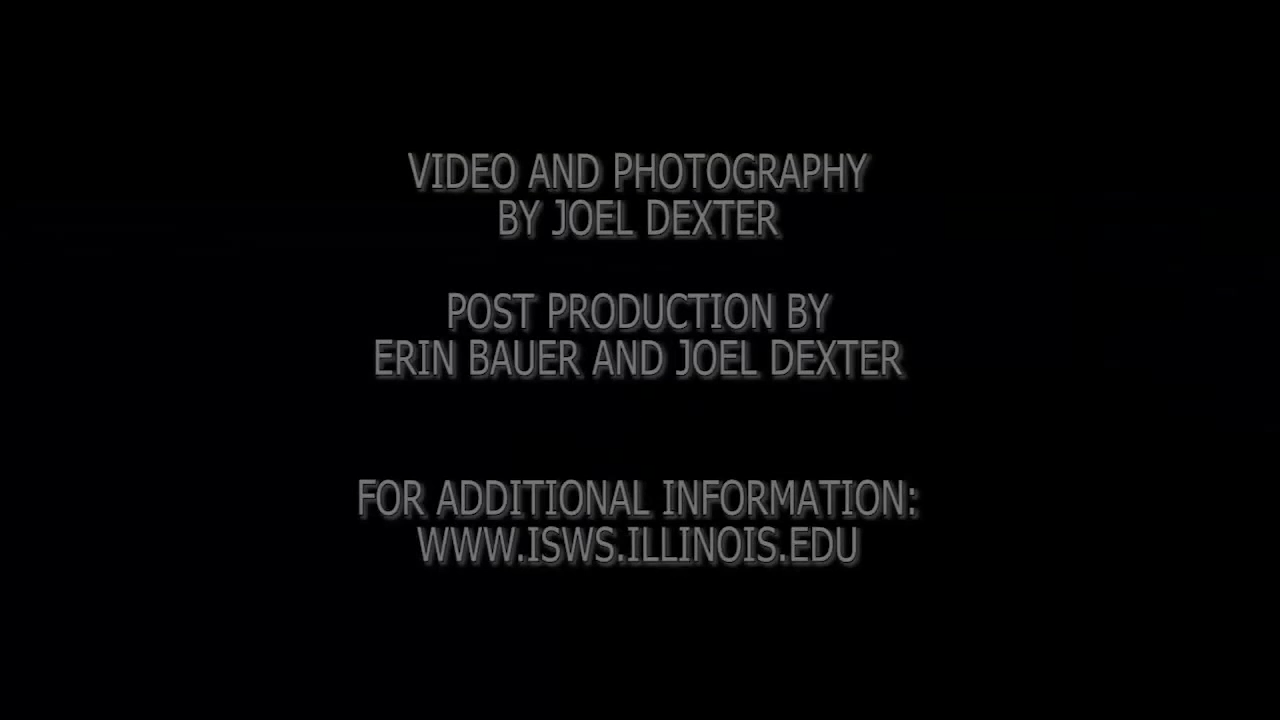 VIDEO AND PHOTOGRAPHY
BY JOEL DEXTER
POST PRODUCTION BY
ERIN BAUER AND JOEL DEXTER
FOR ADDITIONAL INFORMATION:
WWW.ISWS.ILLINOIS.EDU